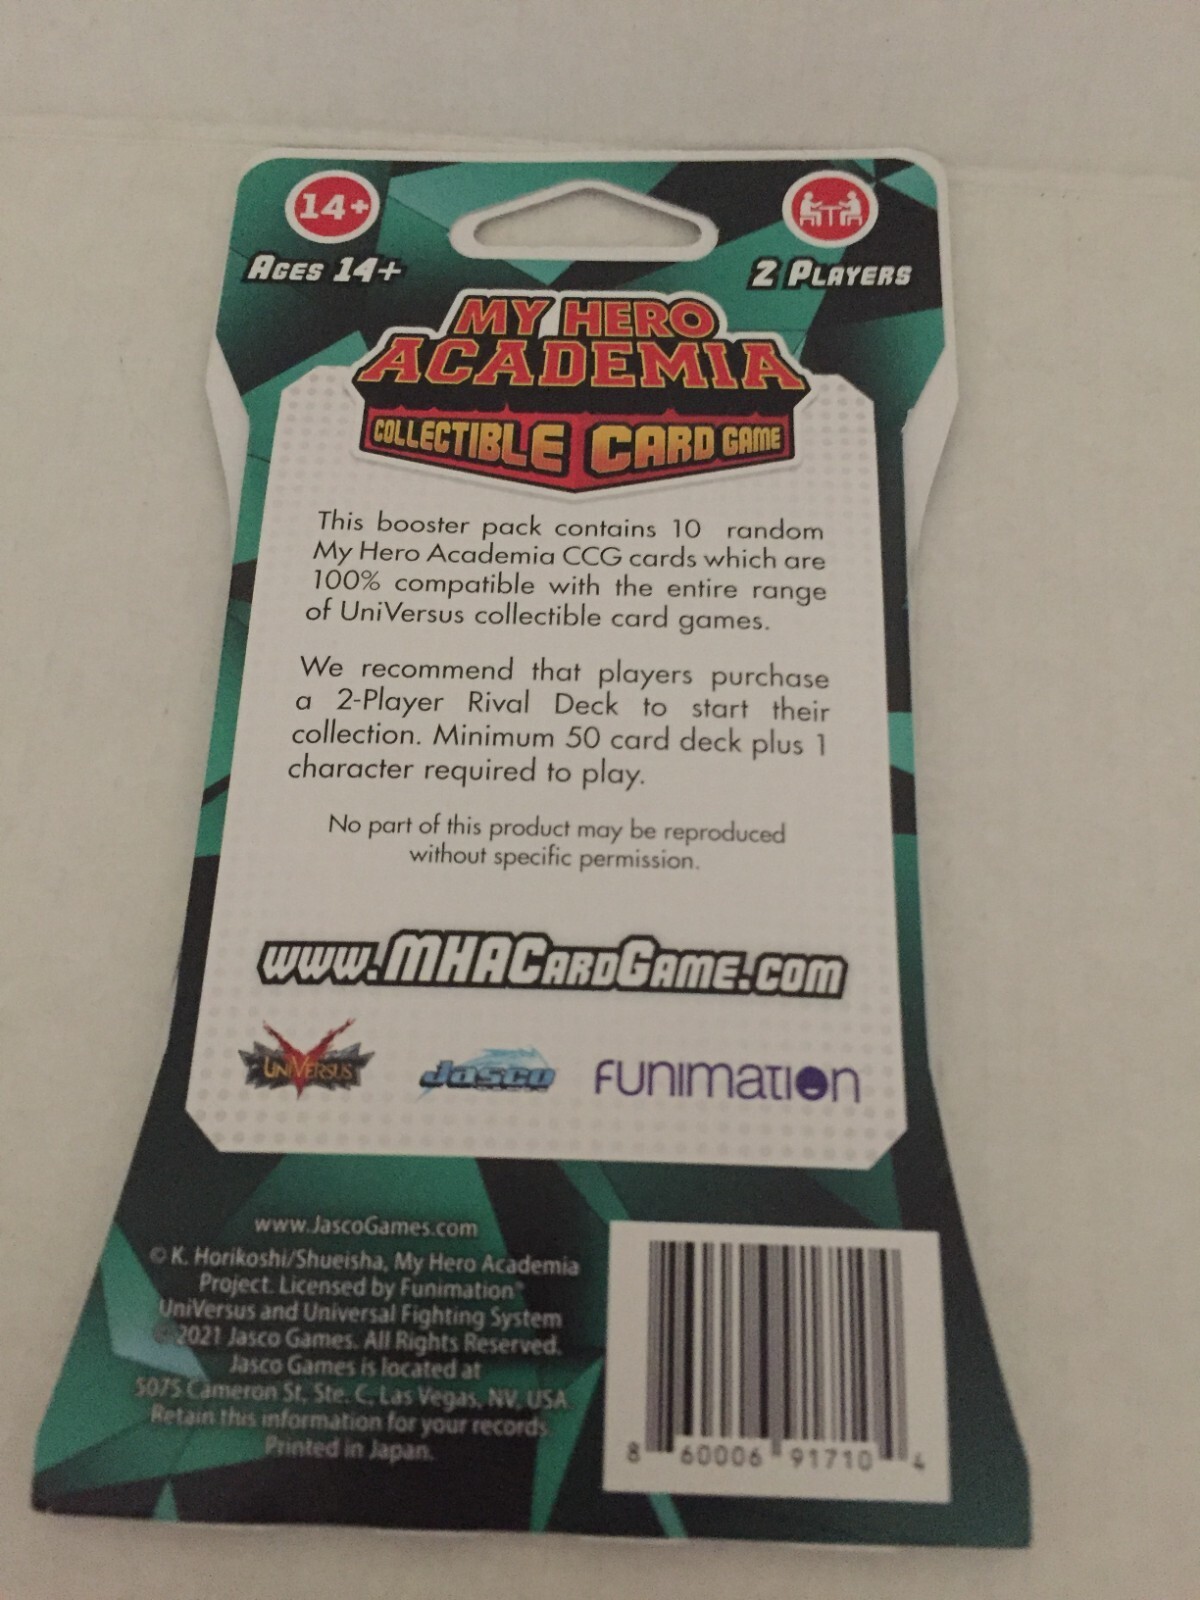 14+
AGES 14+
2 PLAYERS
MY HERO
ACADEMIA
COLLECTIBLE CARD GAME
This booster pack contains 10 random
My Hero Academia CCG cards which are
100% compatible with the entire range
of UniVersus collectible card games.
We recommend that players purchase
a 2-Player Rival Deck to start their
collection. Minimum 50 card deck plus 1
character required to play.
No part of this product may be reproduced
without specific permission.
www.MHACARDGAME.COM
UNIVERSUS
Jasco
FUNIMATION
www.JascoGames.com
© K. Horikoshi/Shueisha, My Hero Academia
Project. Licensed by Funimation®
UniVersus and Universal Fighting System
©2021 Jasco Games. All Rights Reserved.
Jasco Games is located at
5075 Cameron St, Ste. C, Las Vegas, NV, USA
Retain this information for your records.
Printed in Japan.
8 60006 91710 4